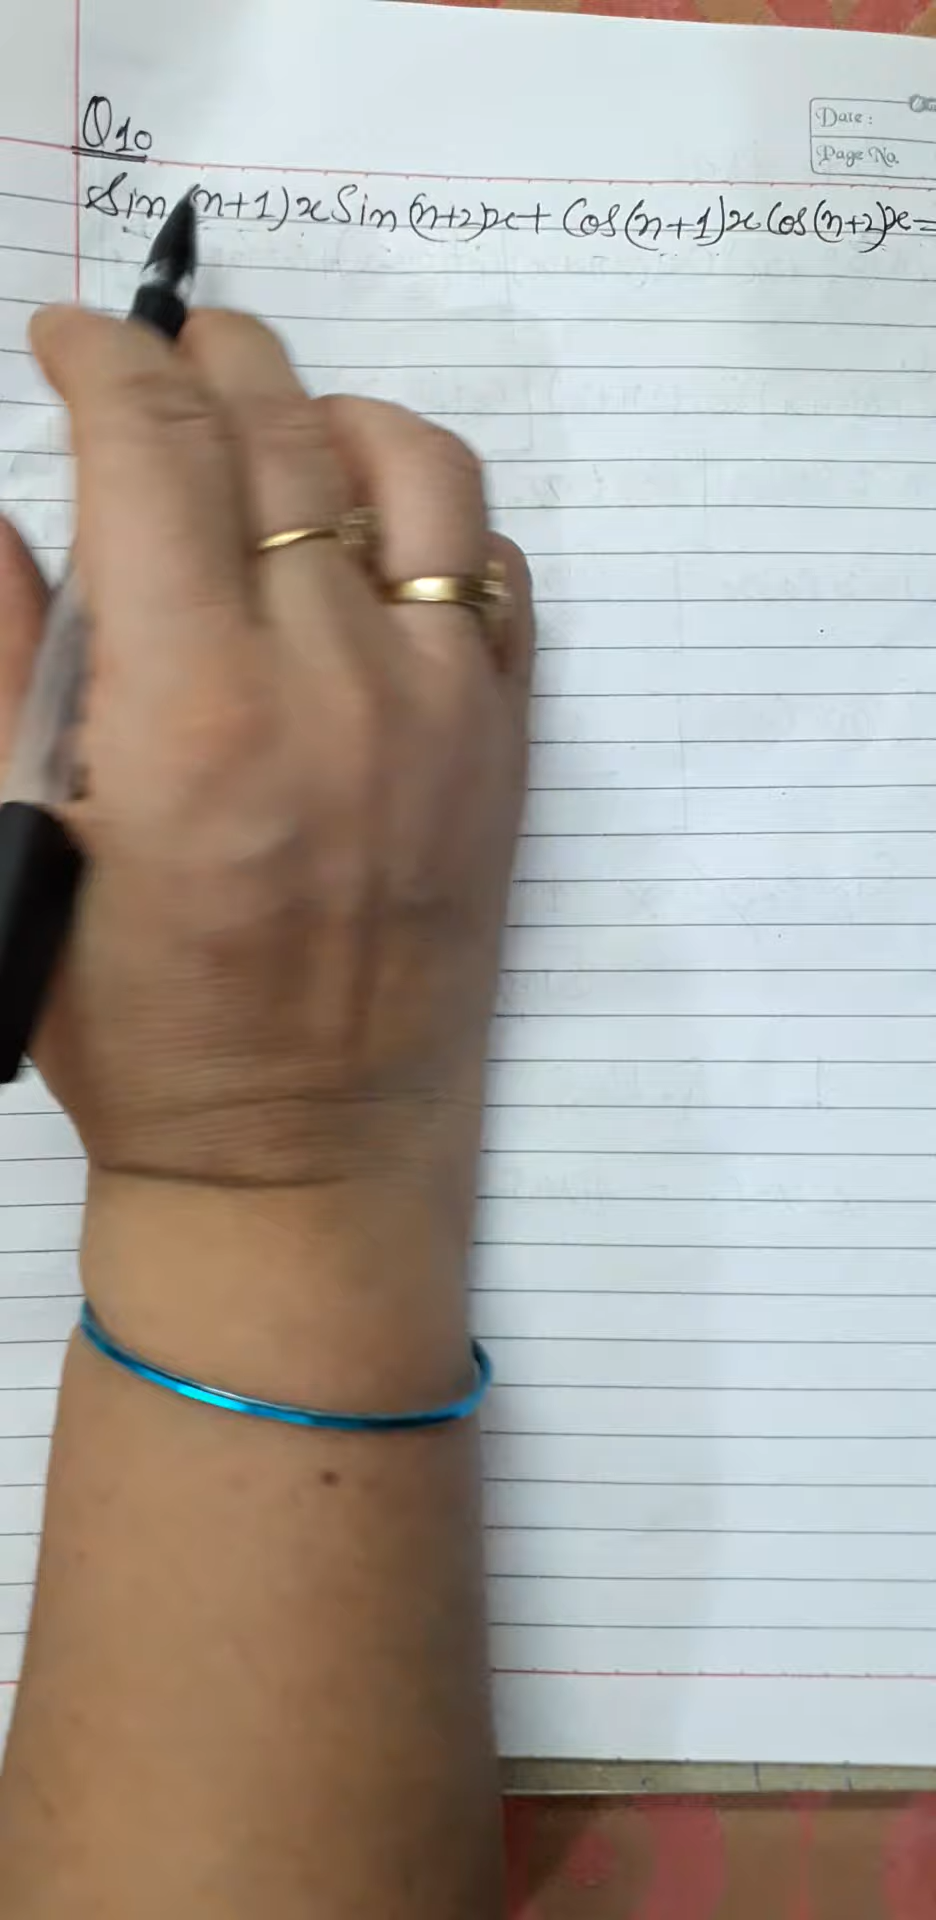 Q10
Date :
Page No.
Sin (n+1)x Sin (n+2)x + Cos(n+1)x Cos(n+2)x =